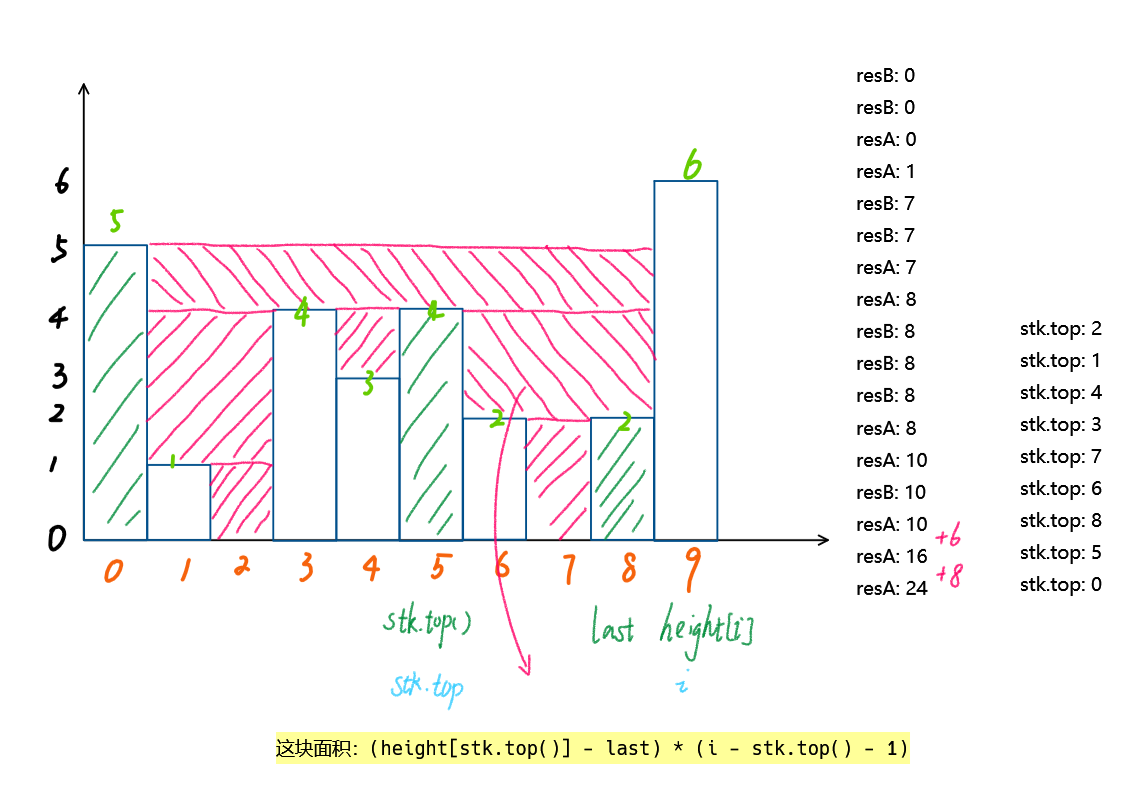 6
5
4
3
2
1
0
5
1
4
3
4
2
2
6
0 1 2 3 4 5 6 7 8 9
stk.top() last height[i]
stk.top i
这块面积：(height[stk.top()] - last) * (i - stk.top() - 1)
resB: 0
resB: 0
resA: 0
resA: 1
resB: 7
resB: 7
resA: 7
resA: 8
resB: 8
resB: 8
resB: 8
resA: 8
resA: 10
resB: 10
resA: 10
+6
resA: 16
+8
resA: 24
stk.top: 2
stk.top: 1
stk.top: 4
stk.top: 3
stk.top: 7
stk.top: 6
stk.top: 8
stk.top: 5
stk.top: 0